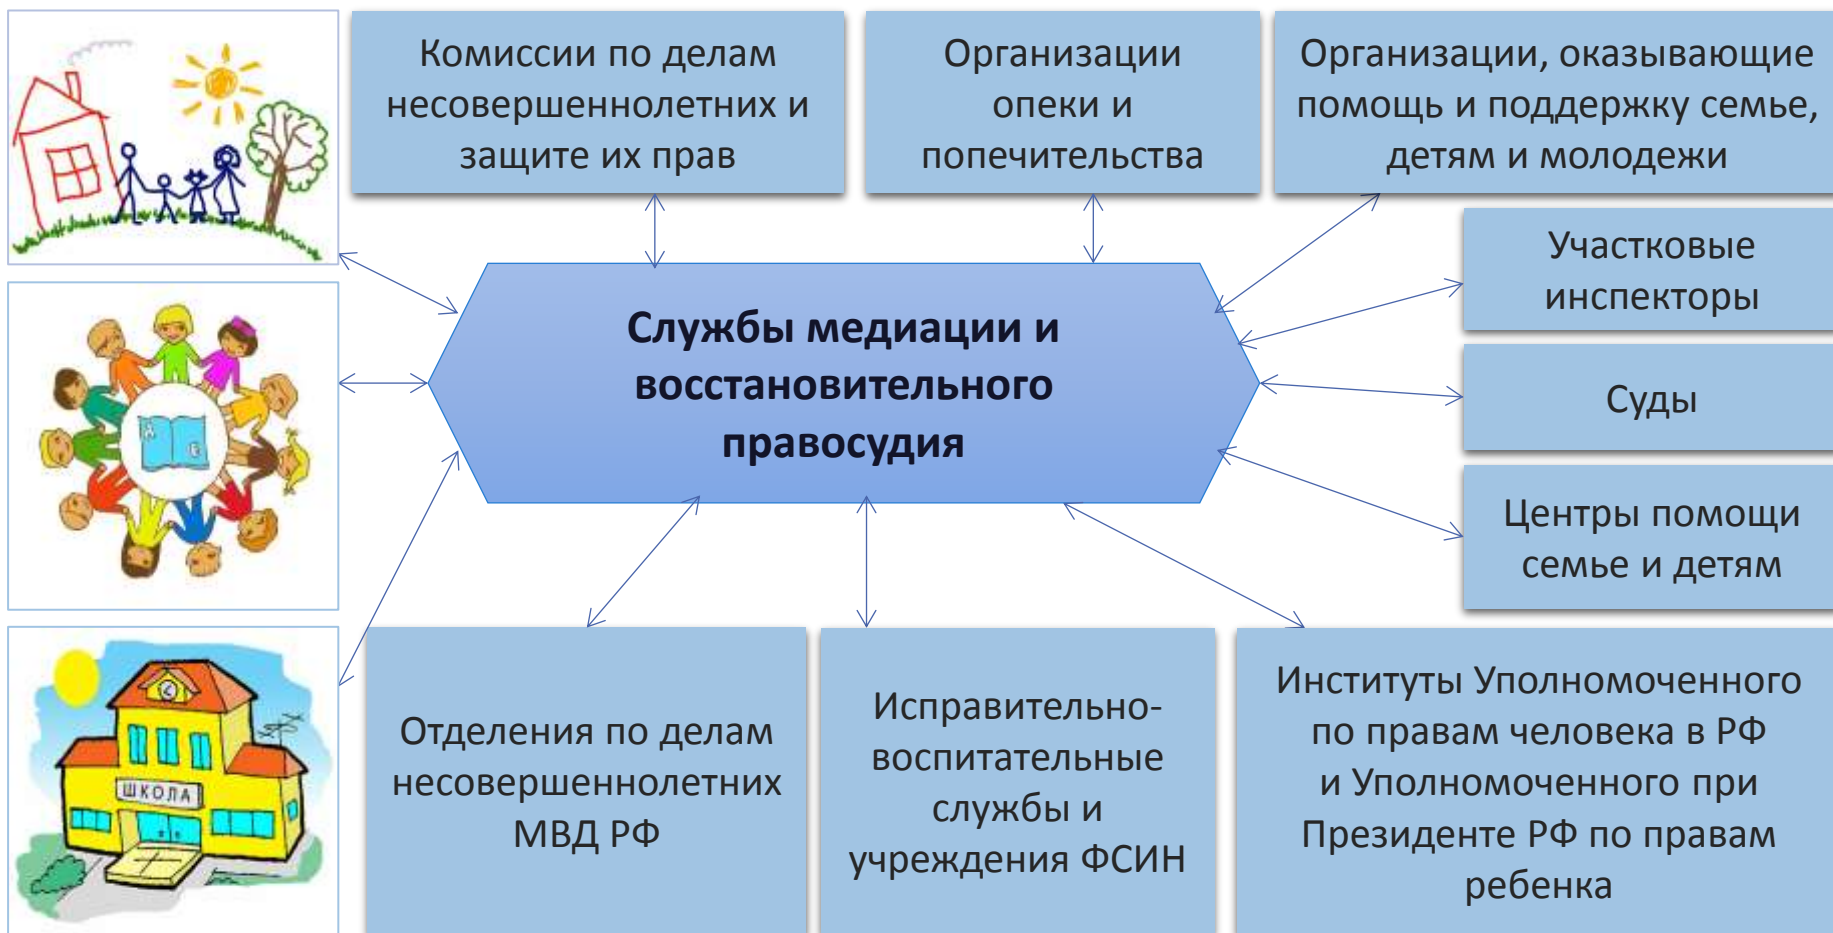 Комиссии по делам
несовершеннолетних и
защите их прав
Организации
опеки и
попечительства
Организации, оказывающие
помощь и поддержку семье,
детям и молодежи
Участковые
инспекторы
Службы медиации и
восстановительного
правосудия
Суды
Центры помощи
семье и детям
ШКОЛА
Отделения по делам
несовершеннолетних
МВД РФ
Исправительно-
воспитательные
службы и
учреждения ФСИН
Институты Уполномоченного
по правам человека в РФ
и Уполномоченного при
Президенте РФ по правам
ребенка